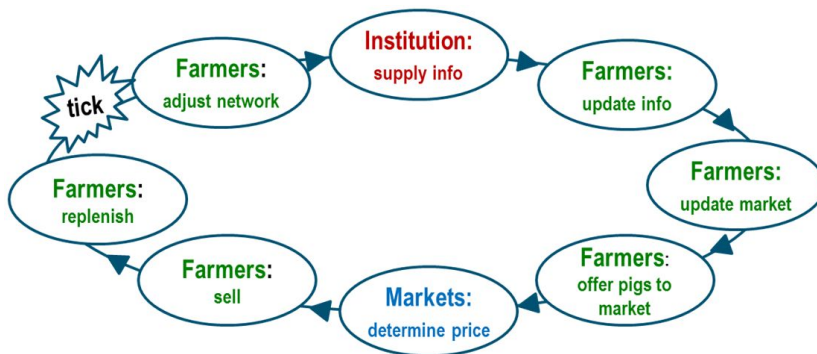 tick
Farmers:
adjust network
Institution:
supply info
Farmers:
update info
Farmers:
update market
Farmers:
offer pigs to
market
Markets:
determine price
Farmers:
sell
Farmers:
replenish